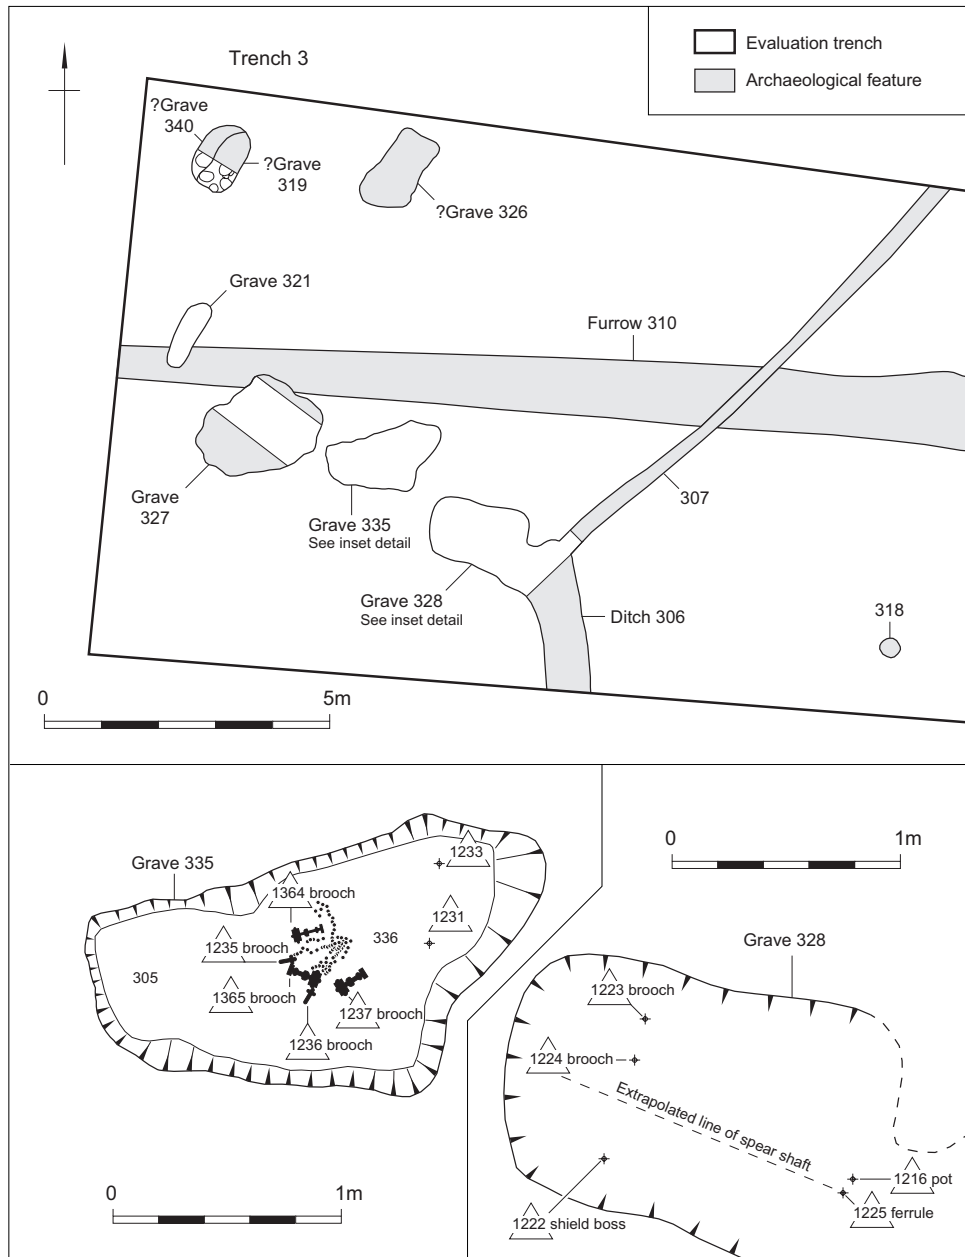 Trench 3
Evaluation trench
Archaeological feature
?Grave
340
?Grave
319
?Grave 326
Grave 321
Furrow 310
Grave
327
307
Grave 335
See inset detail
Grave 328
See inset detail
Ditch 306
318
0
5m
Grave 335
1233
1364 brooch
1231
1235 brooch
336
305
1365 brooch
1237 brooch
1236 brooch
0
1m
0
1m
Grave 328
1223 brooch
1224 brooch
Extrapolated line of spear shaft
1216 pot
1225 ferrule
1222 shield boss